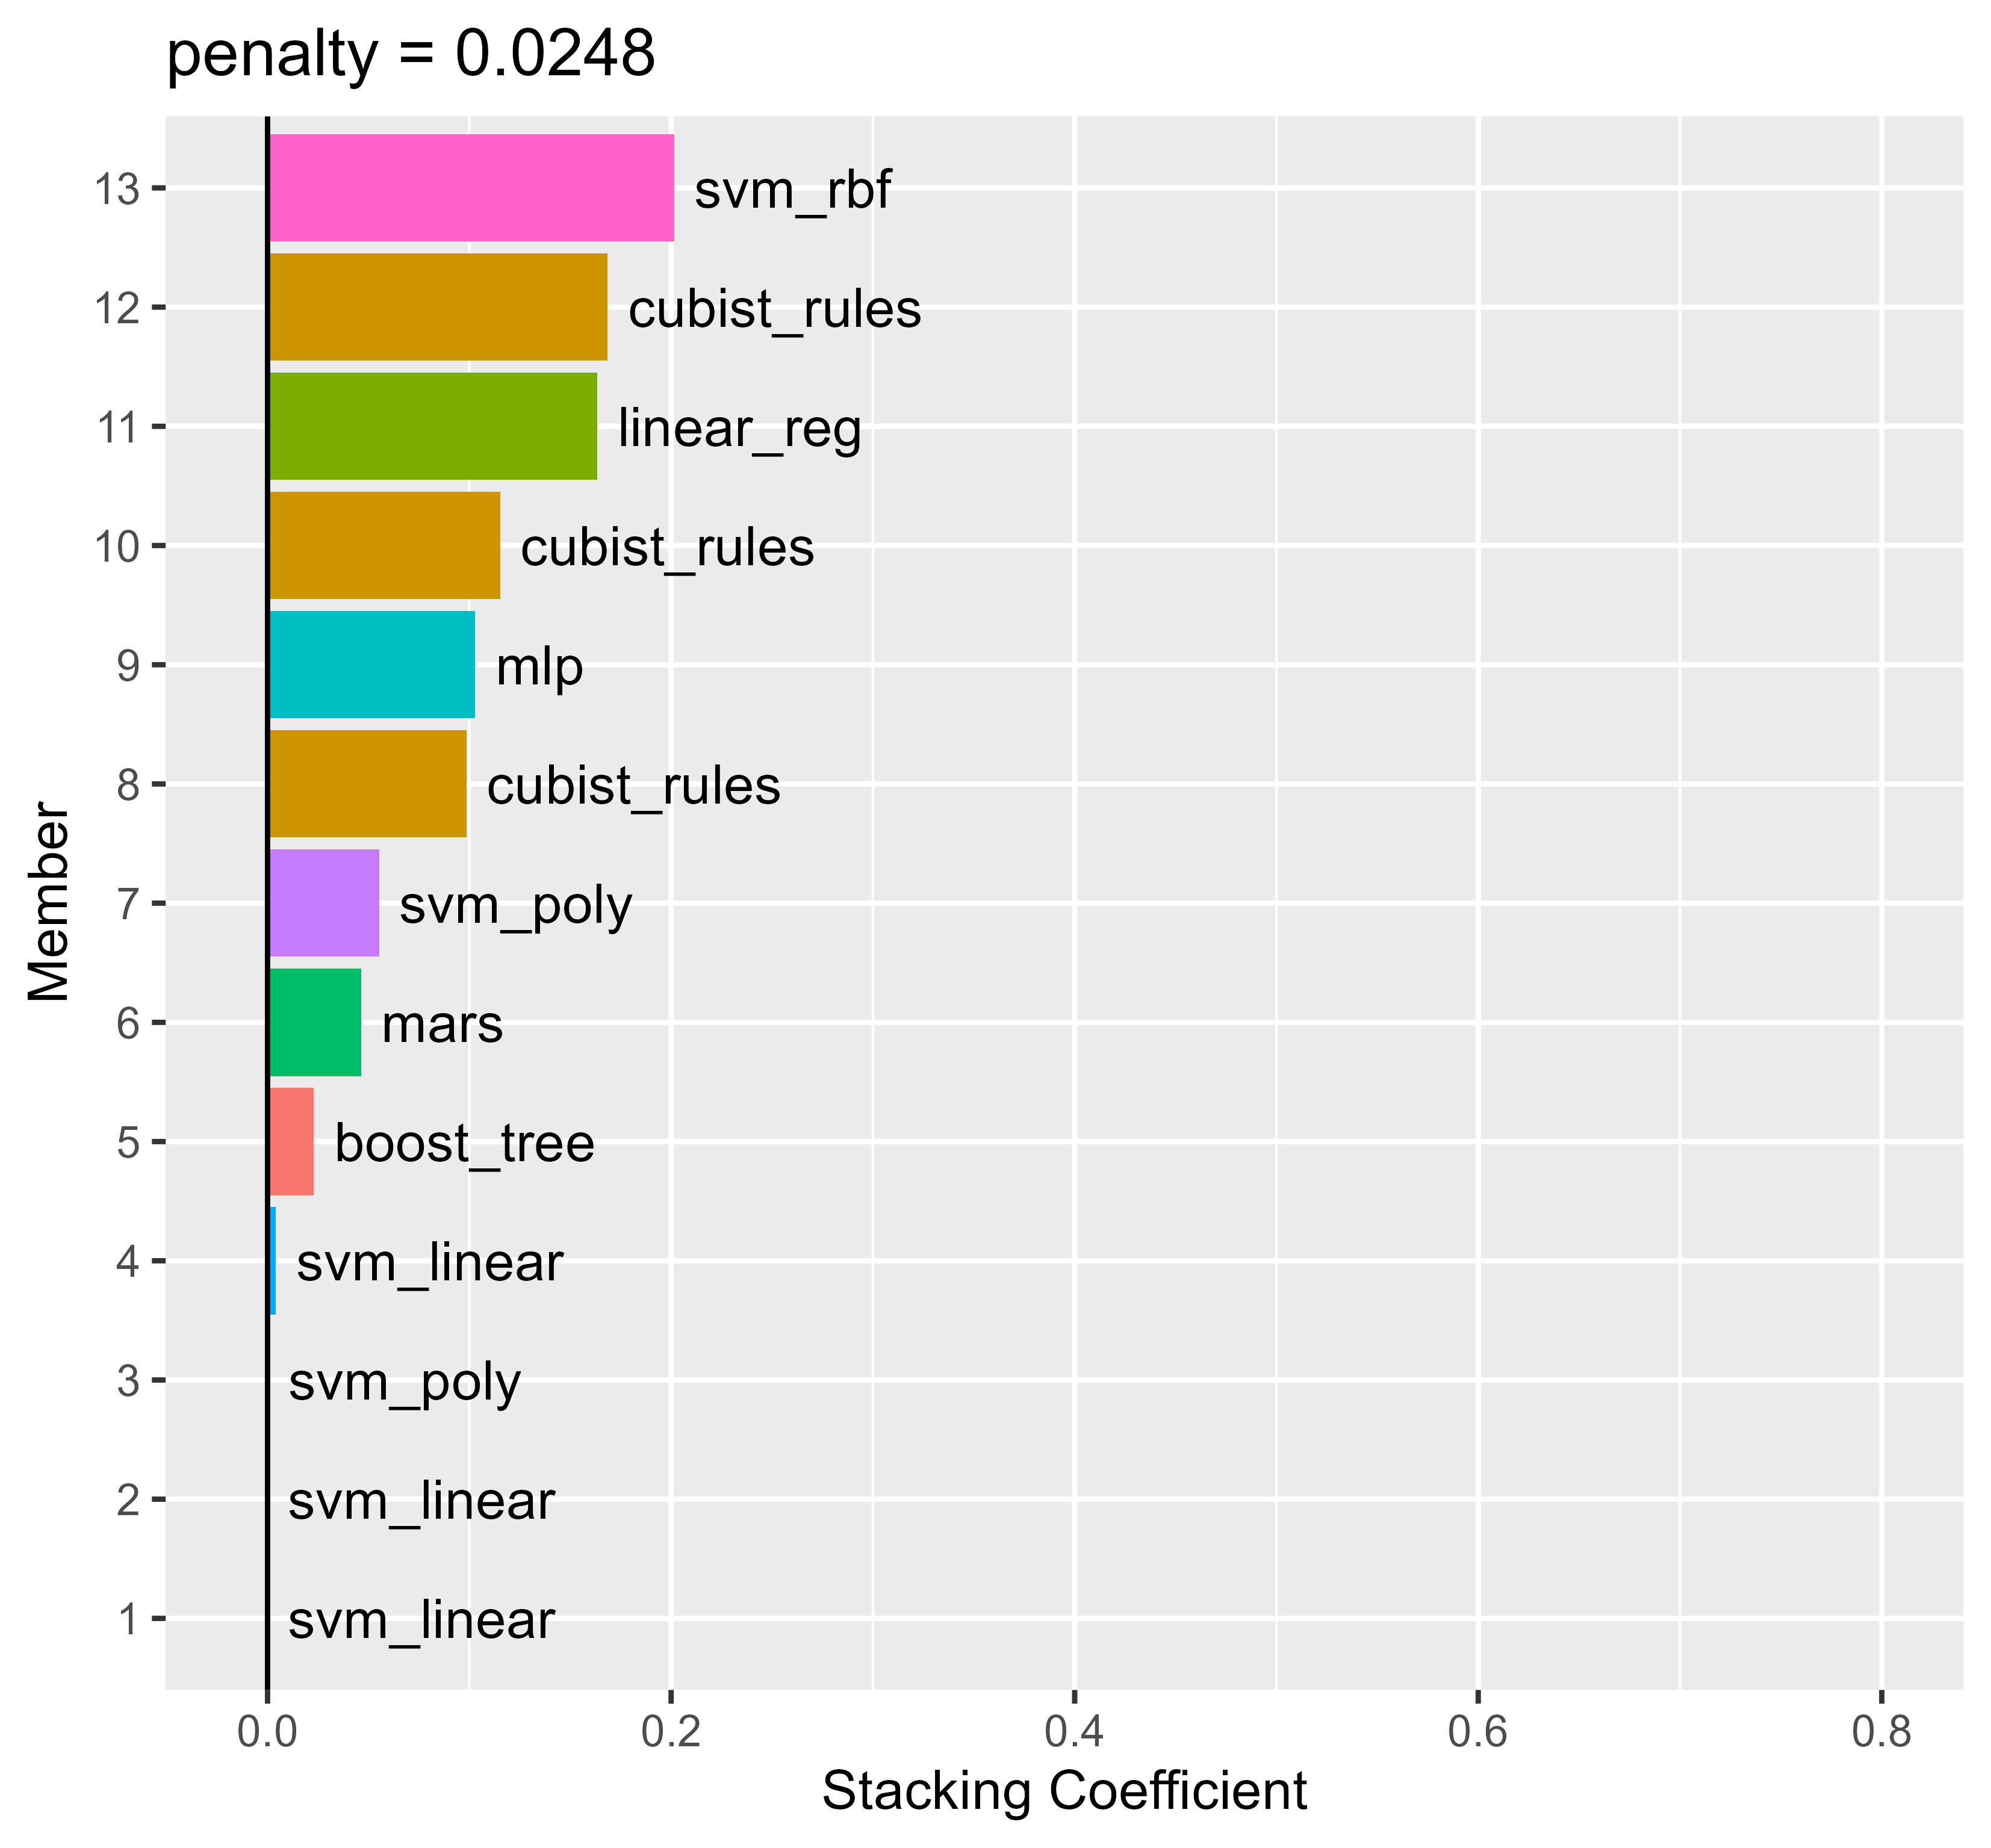 penalty = 0.0248
13
svm_rbf
12
cubist_rules
11
linear_reg
10
cubist_rules
9
mlp
8
cubist_rules
7
svm_poly
6
mars
5
boost_tree
4
svm_linear
3
svm_poly
2
svm_linear
1
svm_linear
Member
0.0 0.2 0.4 0.6 0.8
Stacking Coefficient